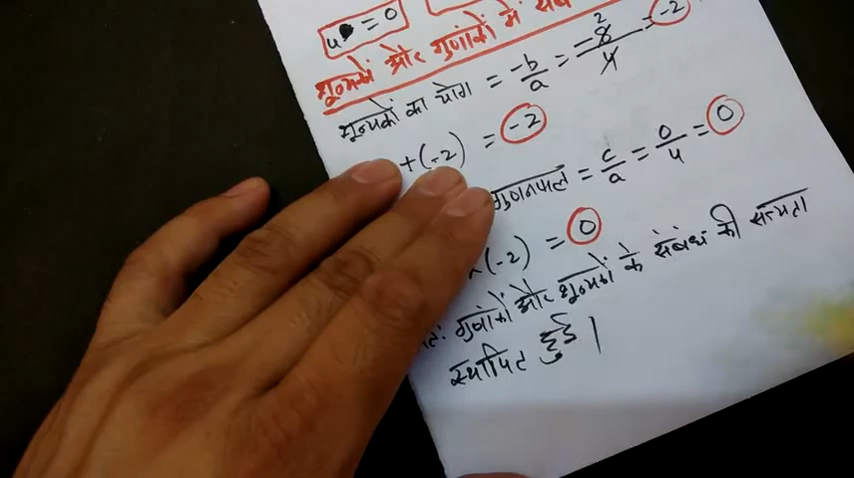 u = 0
शून्यकों और गुणांकों में
शून्यकों का योग = -b/a = -8/4 = -2
2
+(-2) = -2
गुणनफल = c/a = 0/4 = 0
(-2) = 0
गुणांकों और शून्यकों के संबंध की सत्यता
स्थापित हुई |